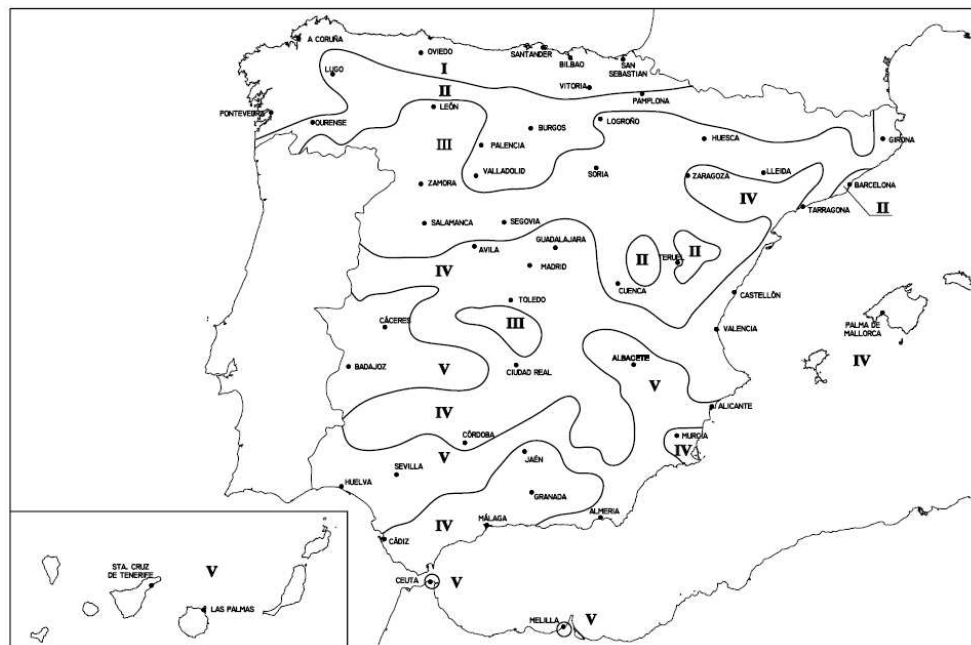 A CORUÑA
OVIEDO
SANTANDER
BILBAO
SAN
SEBASTIAN
I
LUGO
VITORIA
PAMPLONA
II
LEÓN
PONTEVEDRA
OURENSE
LOGROÑO
BURGOS
HUESCA
GIRONA
III
PALENCIA
VALLADOLID
SORIA
ZARAGOZA
LLEIDA
ZAMORA
IV
BARCELONA
II
TARRAGONA
SALAMANCA
SEGOVIA
AVILA
GUADALAJARA
II
TERUEL
II
IV
MADRID
CUENCA
CASTELLÓN
TOLEDO
CÁCERES
III
VALENCIA
PALMA DE
MALLORCA
IV
BADAJOZ
V
CIUDAD REAL
ALBACETE
V
IV
ALICANTE
CÓRDOBA
MURCIA
IV
V
JAÉN
SEVILLA
HUELVA
GRANADA
IV
MÁLAGA
ALMERIA
CÁDIZ
STA. CRUZ
DE TENERIFE
V
LAS PALMAS
CEUTA
V
MELILLA
V